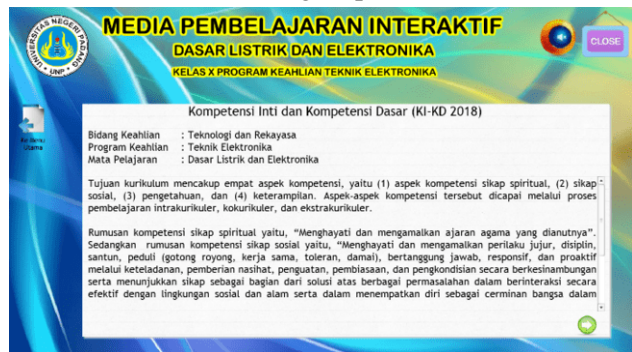 UNIVERSITAS NEGERI PADANG
UNP
MEDIA PEMBELAJARAN INTERAKTIF
DASAR LISTRIK DAN ELEKTRONIKA
KELAS X PROGRAM KEAHLIAN TEKNIK ELEKTRONIKA
CLOSE
Ke Menu
Utama
Kompetensi Inti dan Kompetensi Dasar (KI-KD 2018)
Bidang Keahlian : Teknologi dan Rekayasa
Program Keahlian : Teknik Elektronika
Mata Pelajaran : Dasar Listrik dan Elektronika
Tujuan kurikulum mencakup empat aspek kompetensi, yaitu (1) aspek kompetensi sikap spiritual, (2) sikap
sosial, (3) pengetahuan, dan (4) keterampilan. Aspek-aspek kompetensi tersebut dicapai melalui proses
pembelajaran intrakurikuler, kokurikuler, dan ekstrakurikuler.
Rumusan kompetensi sikap spiritual yaitu, “Menghayati dan mengamalkan ajaran agama yang dianutnya”.
Sedangkan rumusan kompetensi sikap sosial yaitu, “Menghayati dan mengamalkan perilaku jujur, disiplin,
santun, peduli (gotong royong, kerja sama, toleran, damai), bertanggung jawab, responsif, dan proaktif
melalui keteladanan, pemberian nasihat, penguatan, pembiasaan, dan pengkondisian secara berkesinambungan
serta menunjukkan sikap sebagai bagian dari solusi atas berbagai permasalahan dalam berinteraksi secara
efektif dengan lingkungan sosial dan alam serta dalam menempatkan diri sebagai cerminan bangsa dalam